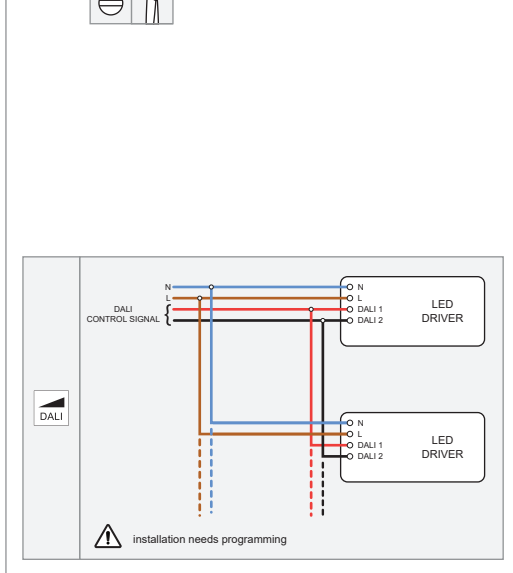 N
L
DALI
CONTROL SIGNAL
N
L
DALI 1
DALI 2
LED
DRIVER
DALI
N
L
DALI 1
DALI 2
LED
DRIVER
installation needs programming